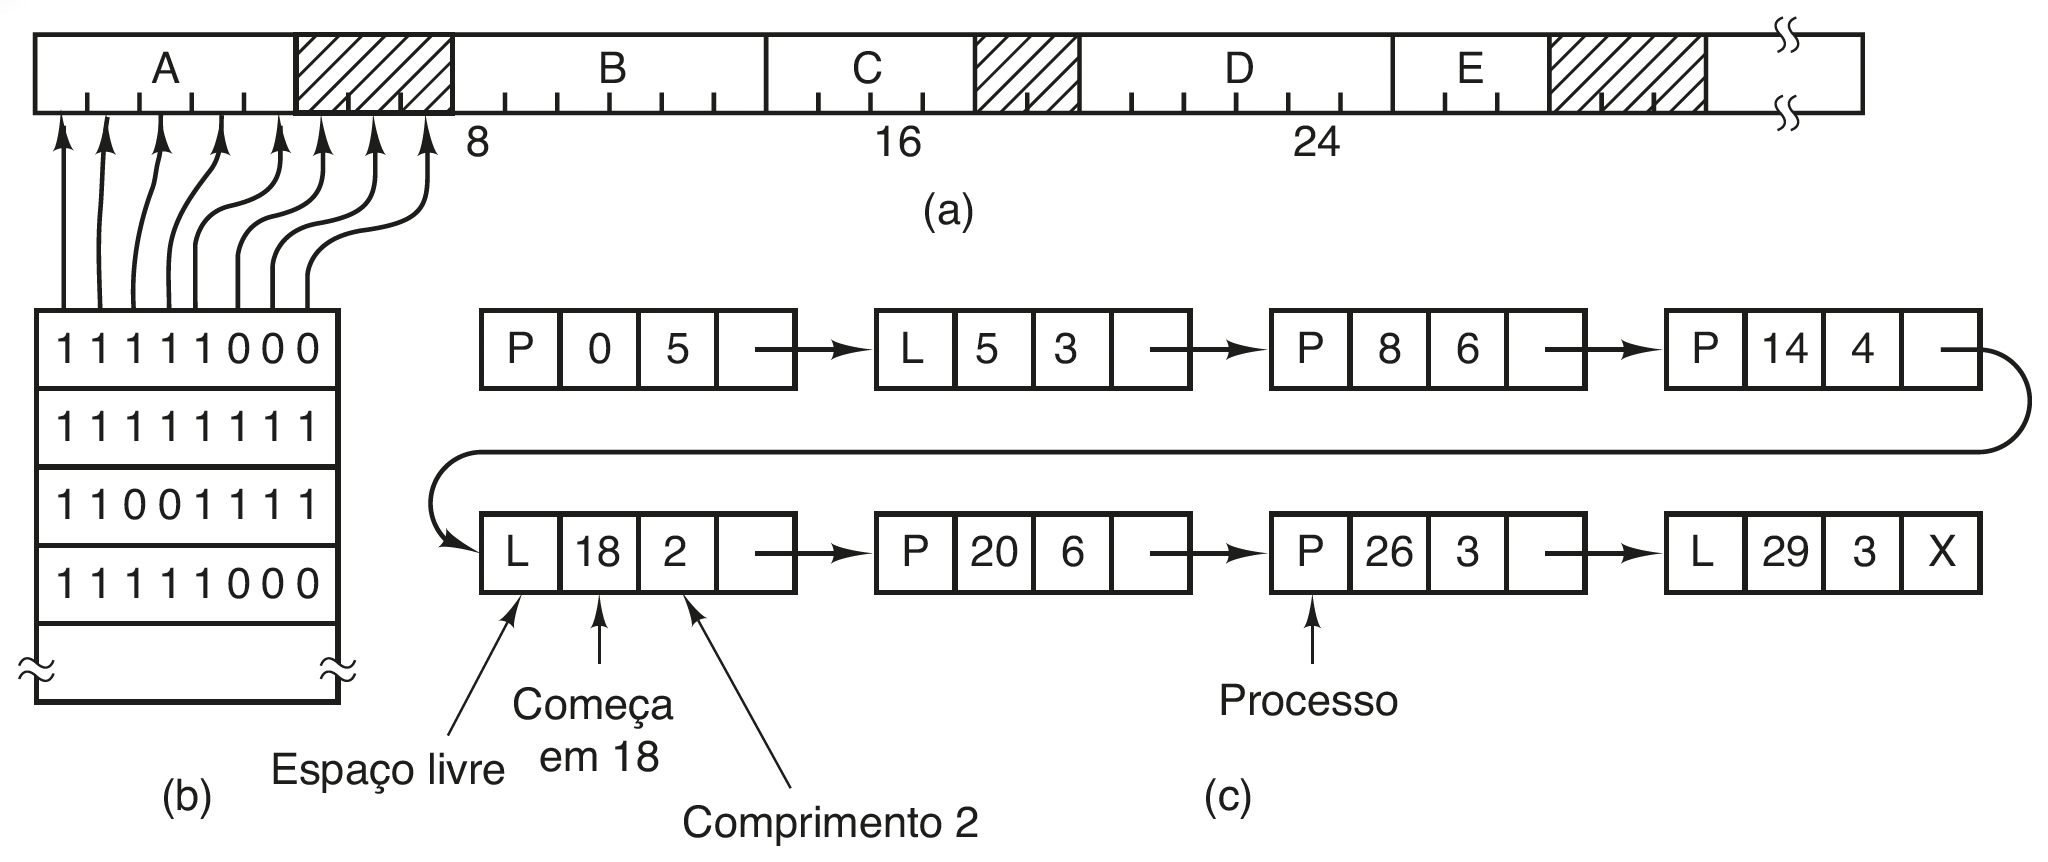 A B C D E
8 16 24
(a)
1 1 1 1 1 0 0 0
1 1 1 1 1 1 1 1
1 1 0 0 1 1 1 1
1 1 1 1 1 0 0 0
(b)
P 0 5
L 5 3
P 8 6
P 14 4
L 18 2
P 20 6
P 26 3
L 29 3 X
Espaço livre
Começa
em 18
Comprimento 2
Processo
(c)